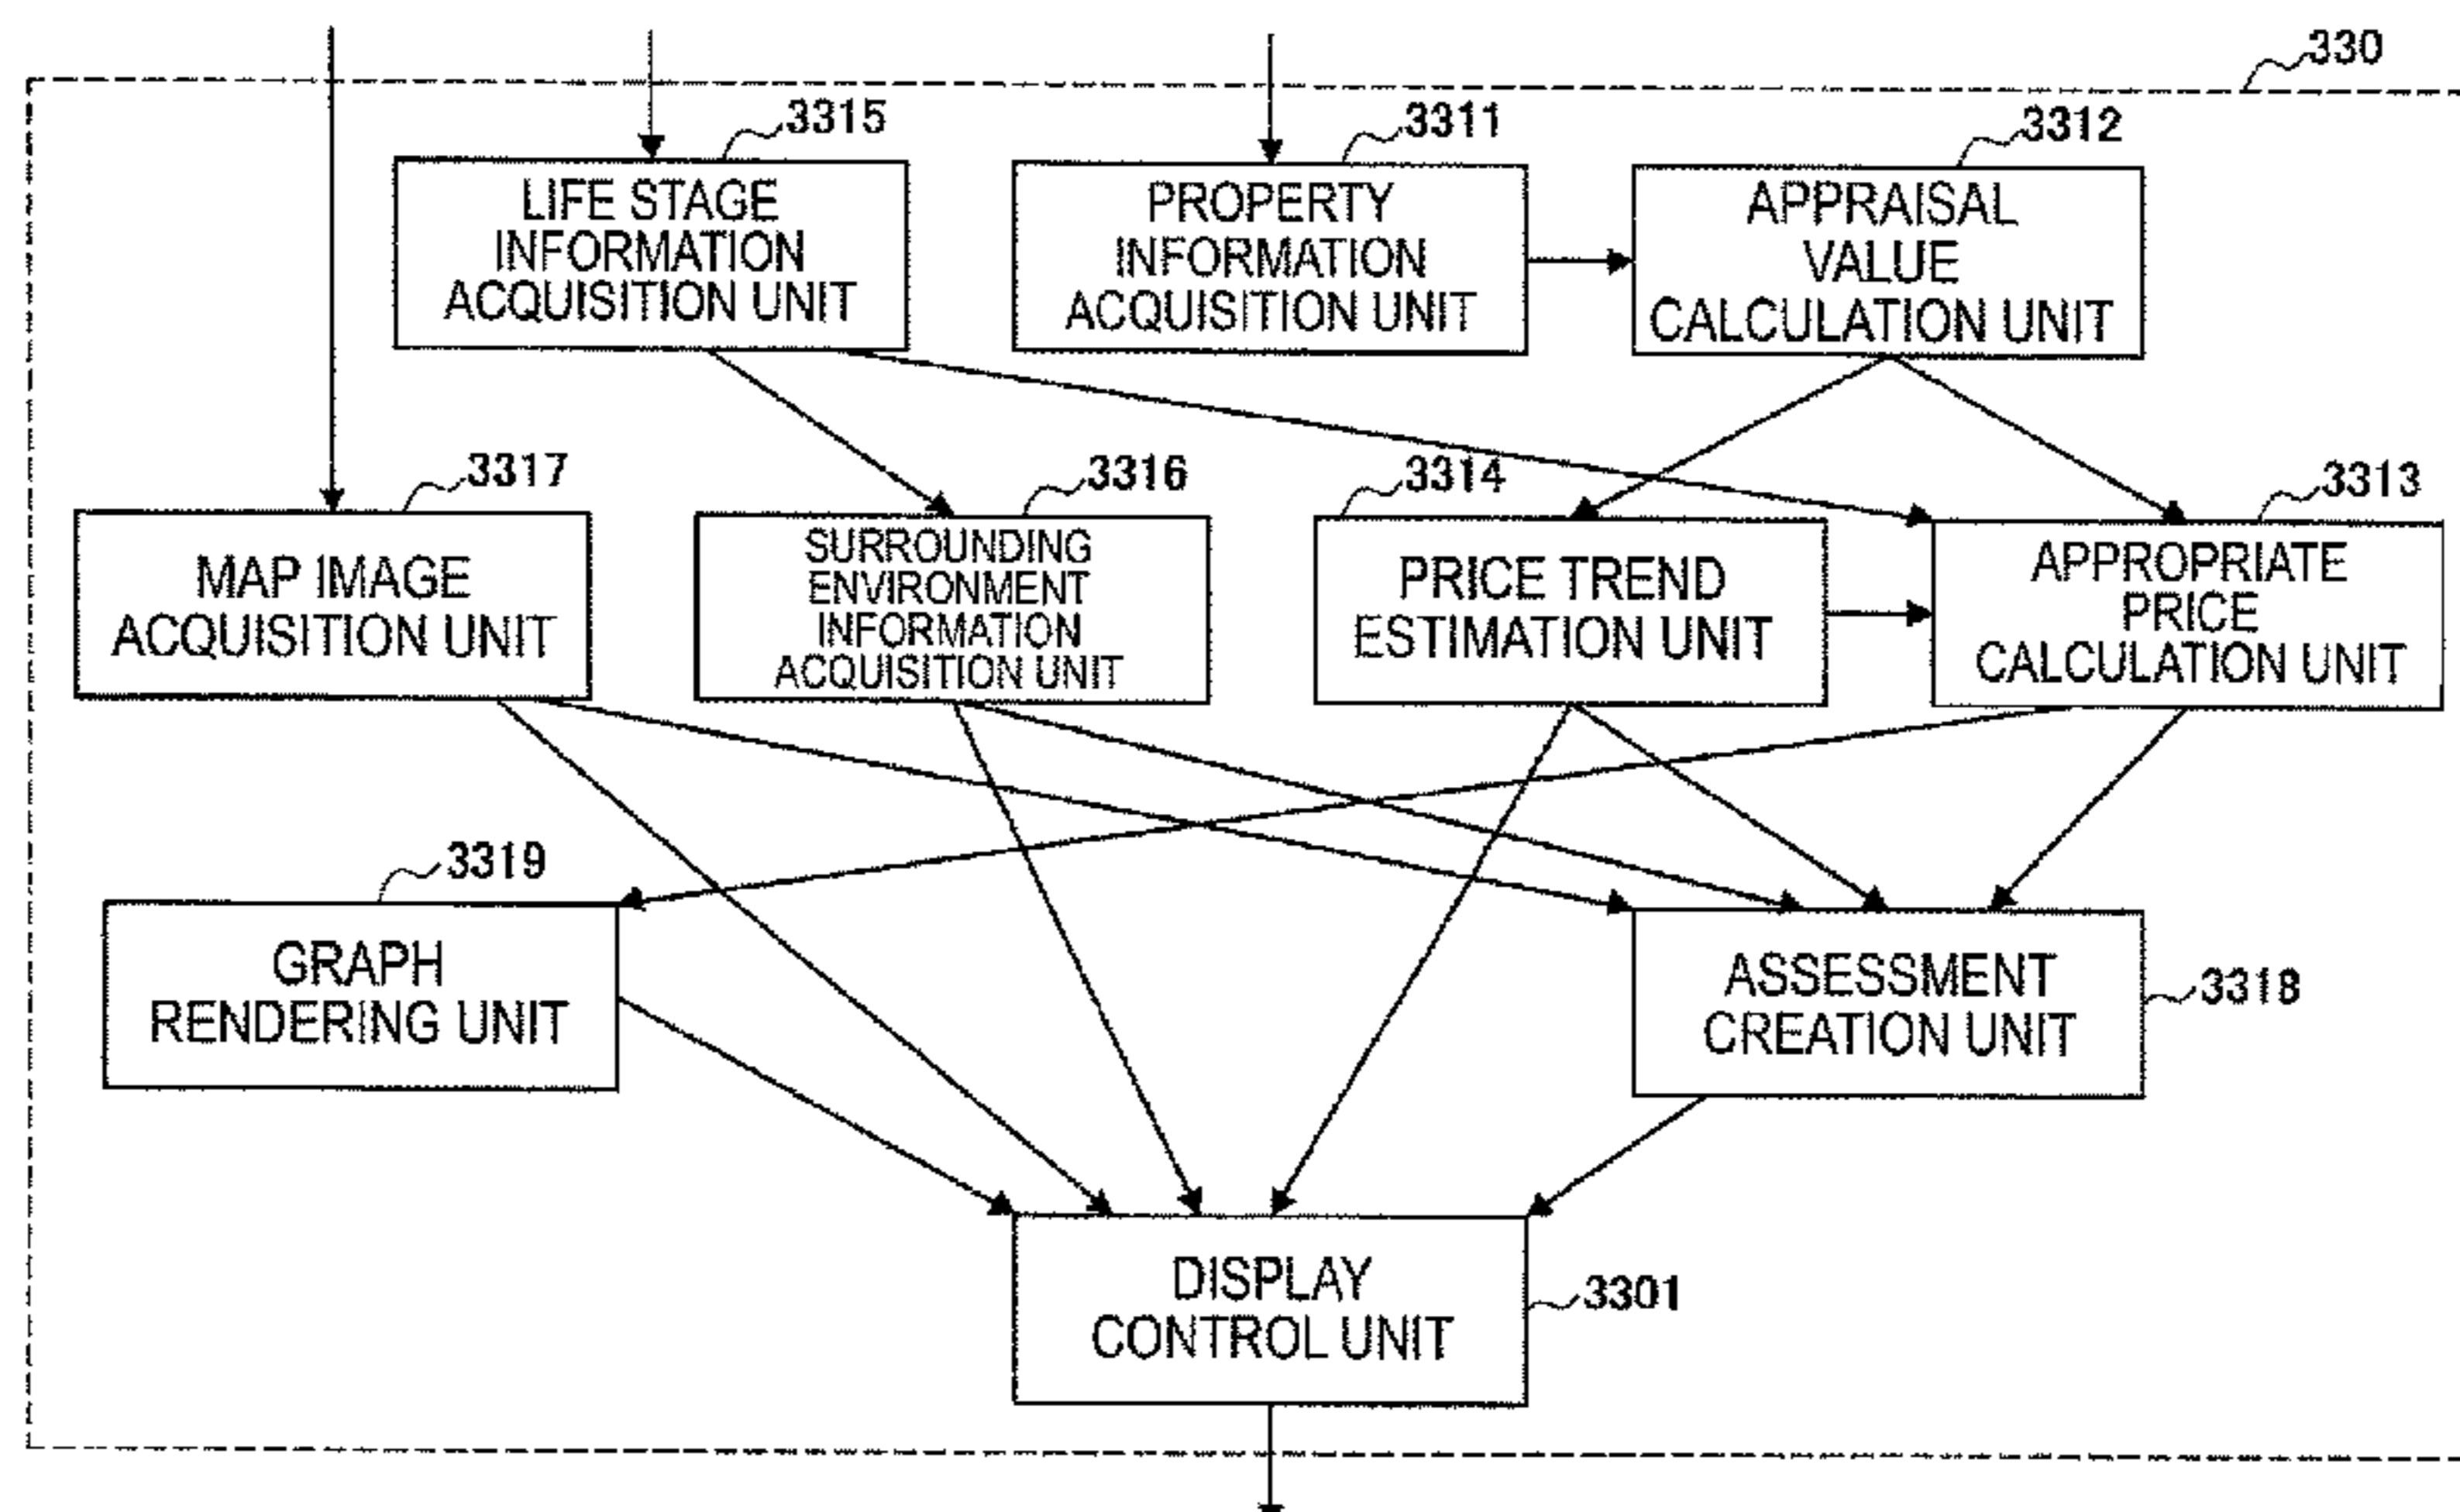 330
3315
LIFE STAGE
INFORMATION
ACQUISITION UNIT
3311
PROPERTY
INFORMATION
ACQUISITION UNIT
3312
APPRAISAL
VALUE
CALCULATION UNIT
3317
MAP IMAGE
ACQUISITION UNIT
3316
SURROUNDING
ENVIRONMENT
INFORMATION
ACQUISITION UNIT
3314
PRICE TREND
ESTIMATION UNIT
3313
APPROPRIATE
PRICE
CALCULATION UNIT
3319
GRAPH
RENDERING UNIT
ASSESSMENT
CREATION UNIT
3318
DISPLAY
CONTROL UNIT
3301